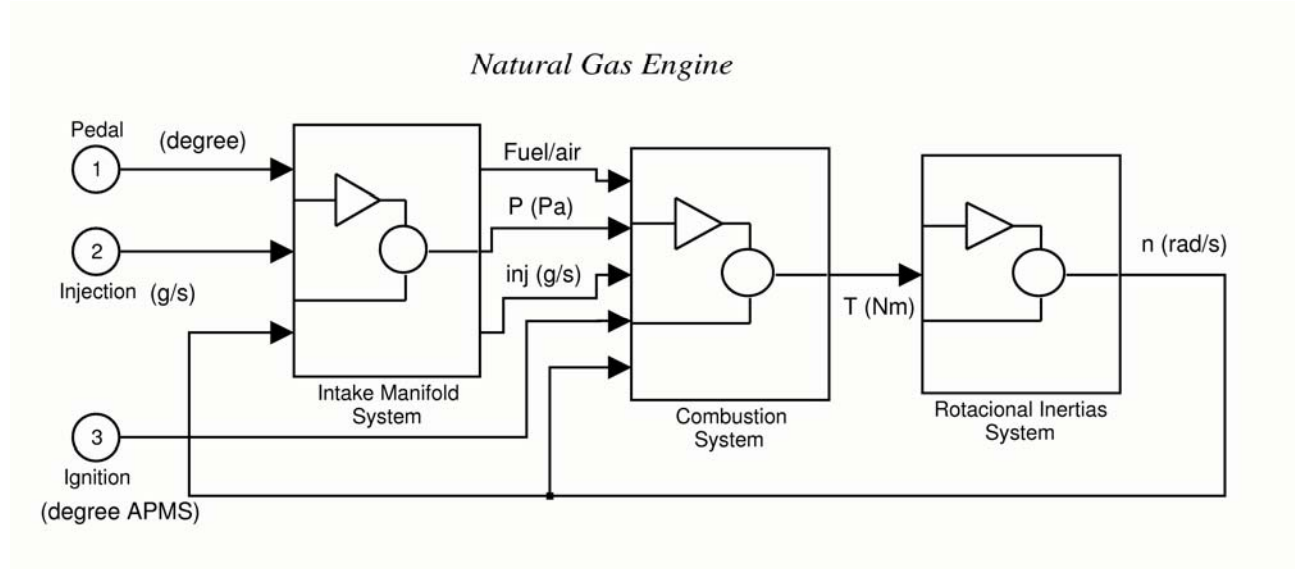 Natural Gas Engine
Pedal
(degree)
1
Fuel/air
P (Pa)
2
inj (g/s)
Injection (g/s)
n (rad/s)
T (Nm)
Intake Manifold
System
Combustion
System
Rotacional Inertias
System
3
Ignition
(degree APMS)